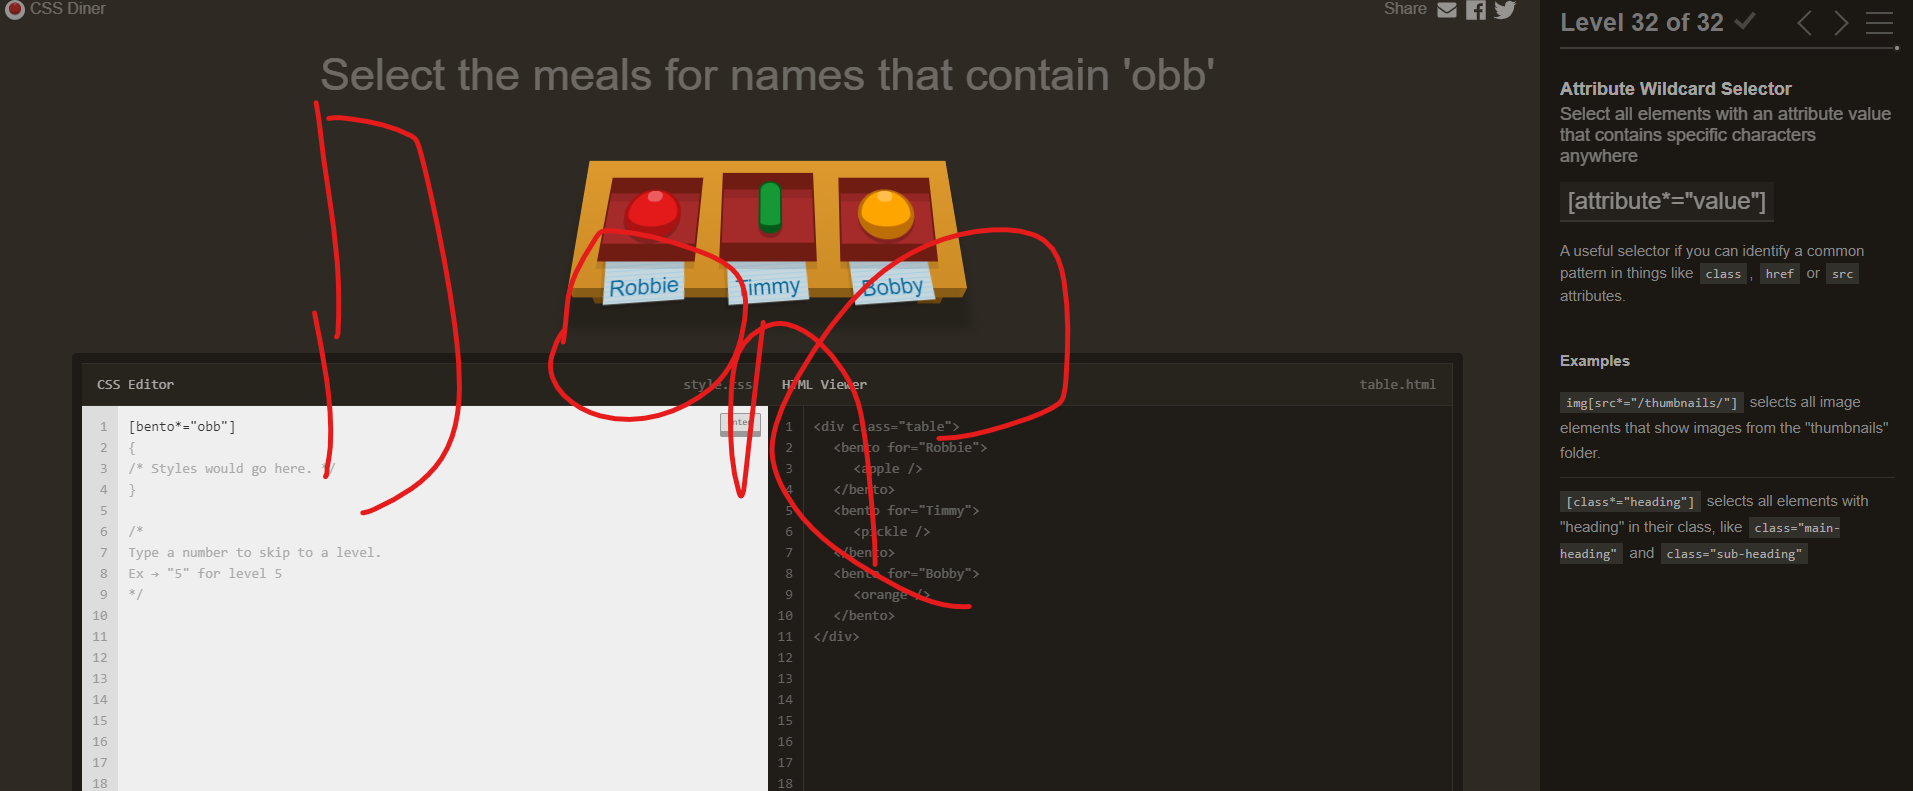 CSS Diner
Share
Select the meals for names that contain 'obb'
Robbie
Timmy
Bobby
CSS Editor
style.css
HTML Viewer
table.html
1 [bento*="obb"]
2 {
3 /* Styles would go here. */
4 }
5
6 /*
7 Type a number to skip to a level.
8 Ex → "5" for level 5
9 */
10
11
12
13
14
15
16
17
18
enter
1 <div class="table">
2 <bento for="Robbie">
3 <apple />
4 </bento>
5 <bento for="Timmy">
6 <pickle />
7 </bento>
8 <bento for="Bobby">
9 <orange />
10 </bento>
11 </div>
12
13
14
15
16
17
18
Level 32 of 32
Attribute Wildcard Selector
Select all elements with an attribute value
that contains specific characters
anywhere
[attribute*="value"]
A useful selector if you can identify a common
pattern in things like class , href or src
attributes.
Examples
img[src*="/thumbnails/"] selects all image
elements that show images from the "thumbnails"
folder.
[class*="heading"] selects all elements with
"heading" in their class, like class="main-
heading" and class="sub-heading"